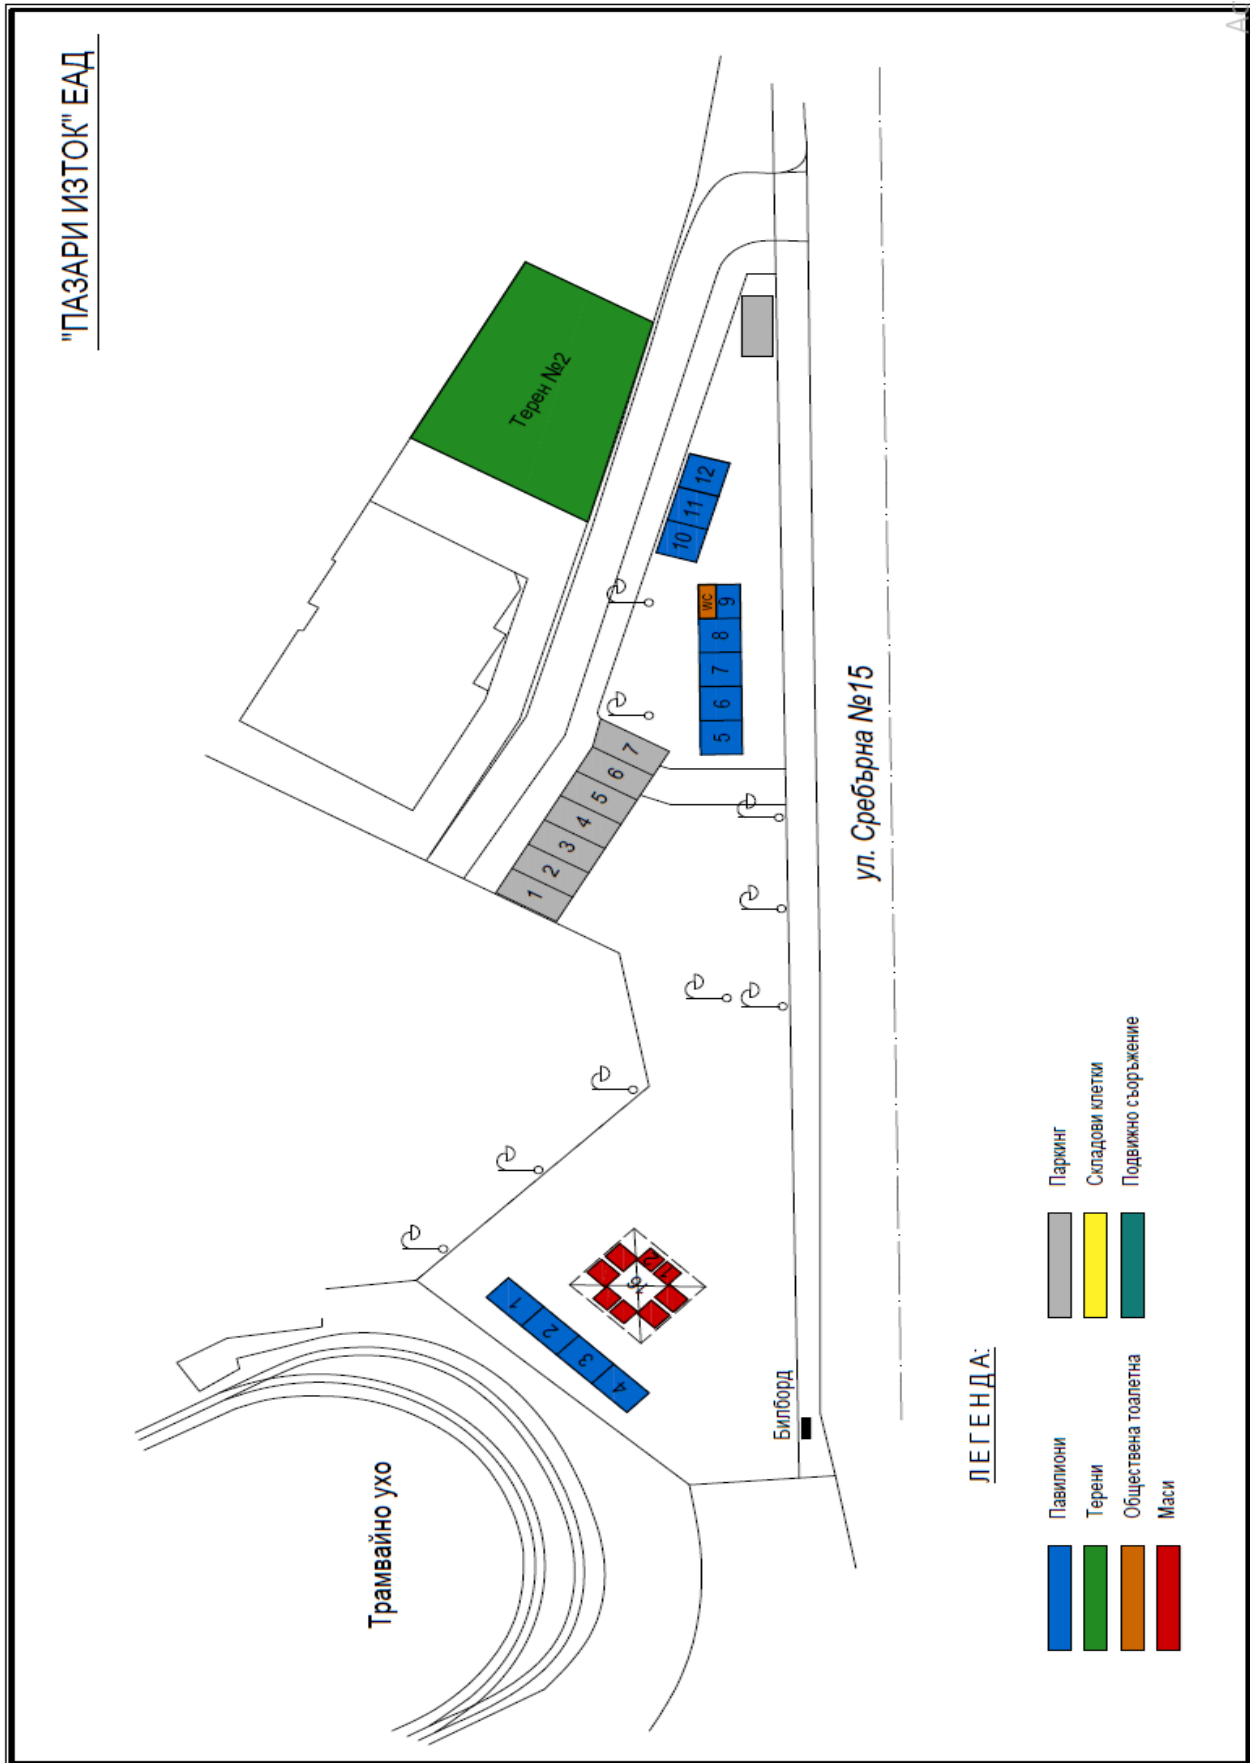 "ПАЗАРИ ИЗТОК" ЕАД
Терен №2
10 11 12
WC
5 6 7 8 9
1 2 3 4 5 6 7
ул. Сребърна №15
1 2 3 4
1 2
Билборд
Трамвайно ухо
ЛЕГЕНДА:
Павилиони
Терени
Обществена тоалетна
Маси
Паркинг
Складови клетки
Подвижно съоръжение